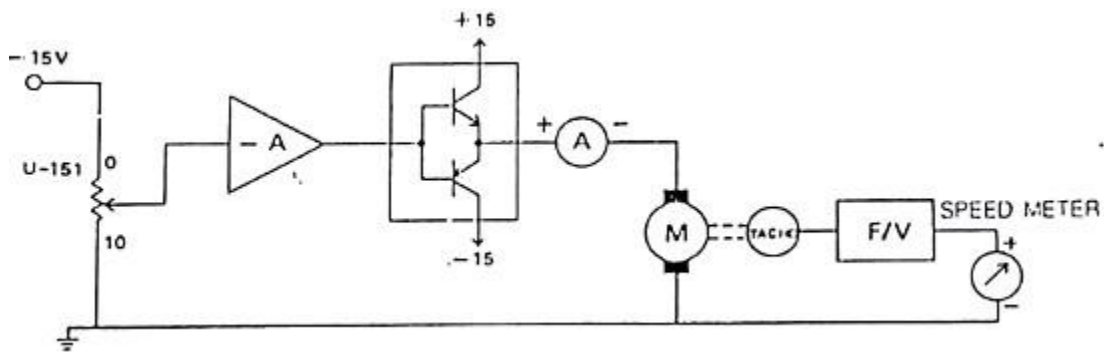 +15
-15V
U-151
0
10
- A
+
A
-
.-15
M
TACH
F/V
SPEED METER
+
-